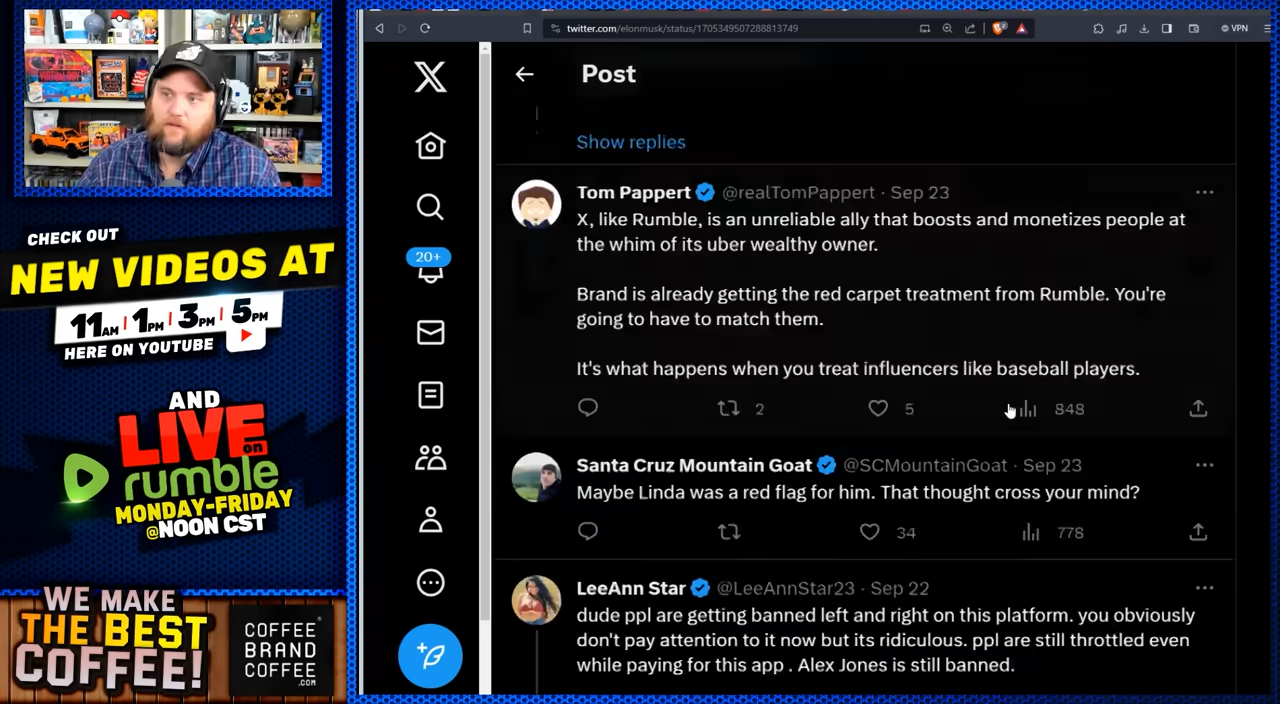 twitter.com/elonmusk/status/1705349507288813749
VPN
CHECK OUT
NEW VIDEOS AT
11AM | 1PM | 3PM | 5PM
HERE ON YOUTUBE
AND
LIVE on
rumble
MONDAY-FRIDAY
@NOON CST
WE MAKE
THE BEST
COFFEE!
COFFEE
BRAND
COFFEE
.COM
Post
20+
Show replies
Tom Pappert @realTomPappert · Sep 23
X, like Rumble, is an unreliable ally that boosts and monetizes people at
the whim of its uber wealthy owner.
Brand is already getting the red carpet treatment from Rumble. You're
going to have to match them.
It's what happens when you treat influencers like baseball players.
2 5 848
Santa Cruz Mountain Goat @SCMountainGoat · Sep 23
Maybe Linda was a red flag for him. That thought cross your mind?
34 778
LeeAnn Star @LeeAnnStar23 · Sep 22
dude ppl are getting banned left and right on this platform. you obviously
don't pay attention to it now but its ridiculous. ppl are still throttled even
while paying for this app . Alex Jones is still banned.